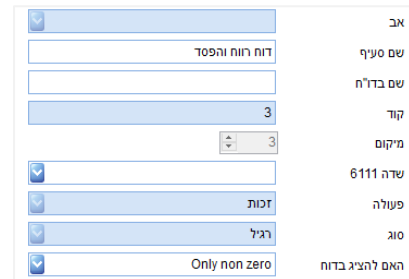 אב
שם סעיף דוח רווח והפסד
שם בדו"ח
קוד 3
מיקום 3
שדה 6111
פעולה זכות
סוג רגיל
האם להציג בדוח Only non zero